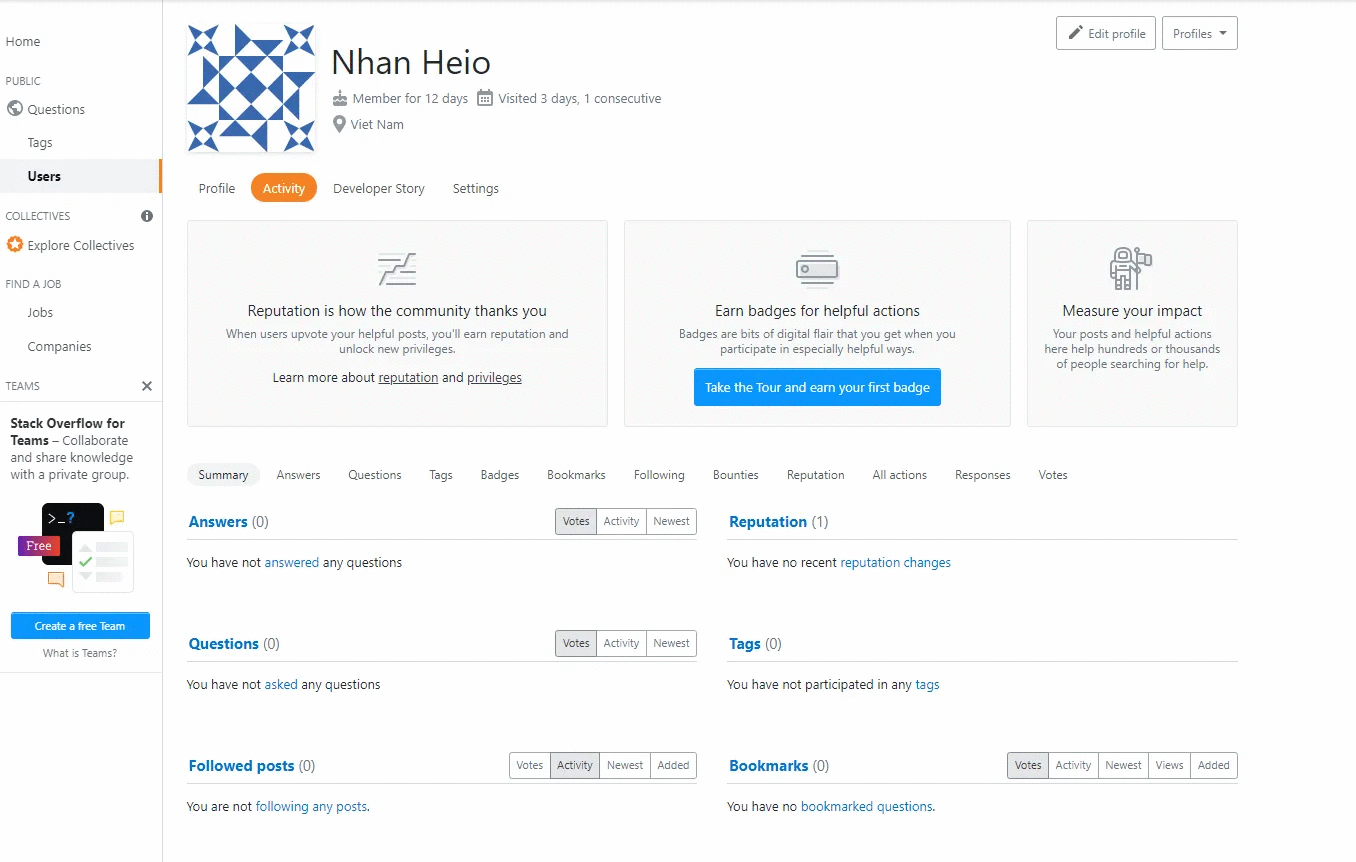 Home
PUBLIC
Questions
Tags
Users
COLLECTIVES
Explore Collectives
FIND A JOB
Jobs
Companies
TEAMS
Stack Overflow for
Teams – Collaborate
and share knowledge
with a private group.
>_?
Free
Create a free Team
What is Teams?
Nhan Heio
Member for 12 days Visited 3 days, 1 consecutive
Viet Nam
Edit profile Profiles
Profile Activity Developer Story Settings
Reputation is how the community thanks you
When users upvote your helpful posts, you'll earn reputation and
unlock new privileges.
Learn more about reputation and privileges
Earn badges for helpful actions
Badges are bits of digital flair that you get when you
participate in especially helpful ways.
Take the Tour and earn your first badge
Measure your impact
Your posts and helpful actions
here help hundreds or thousands
of people searching for help.
Summary Answers Questions Tags Badges Bookmarks Following Bounties Reputation All actions Responses Votes
Answers (0) Votes Activity Newest
You have not answered any questions
Reputation (1)
You have no recent reputation changes
Questions (0) Votes Activity Newest
You have not asked any questions
Tags (0)
You have not participated in any tags
Followed posts (0) Votes Activity Newest Added
You are not following any posts.
Bookmarks (0) Votes Activity Newest Views Added
You have no bookmarked questions.